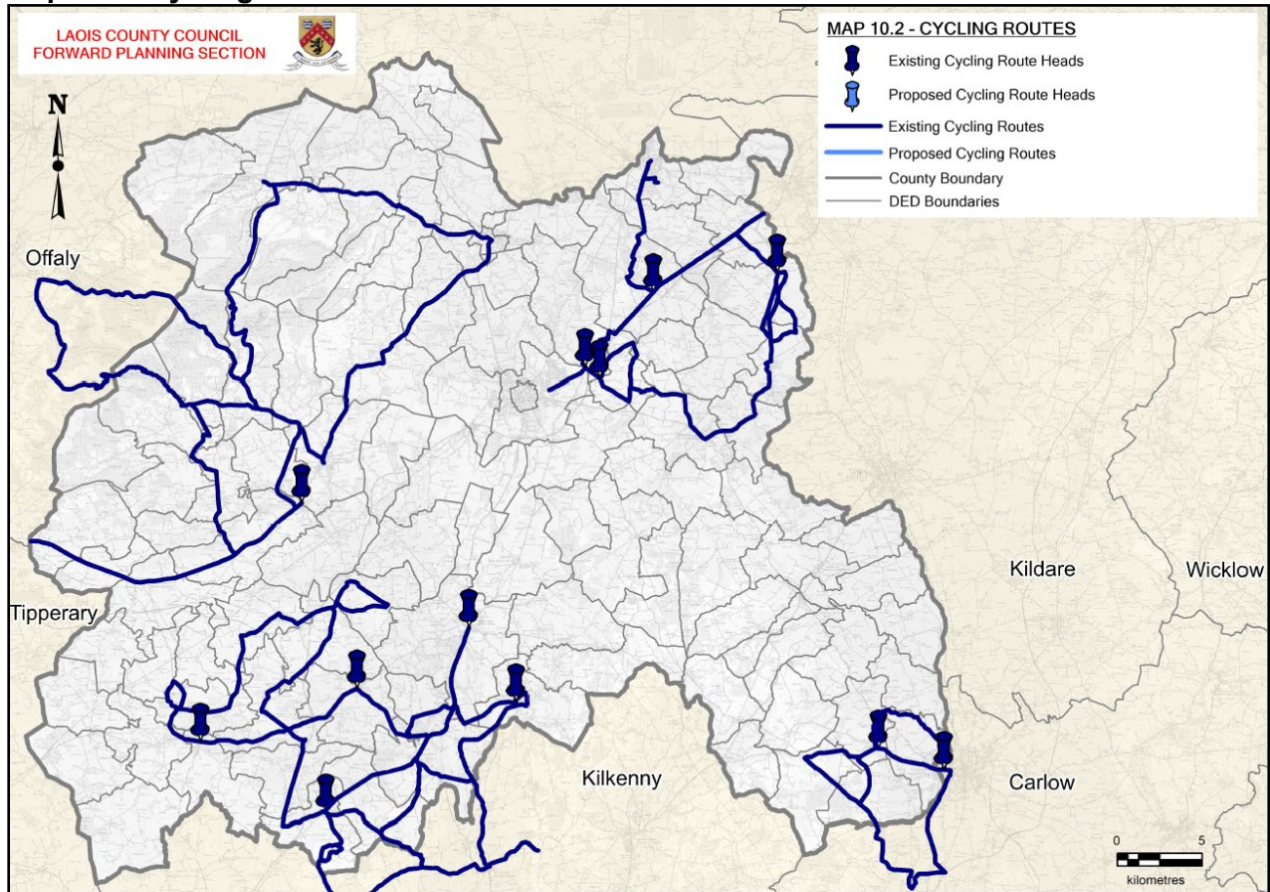 LAOIS COUNTY COUNCIL
FORWARD PLANNING SECTION
MAP 10.2 - CYCLING ROUTES
Existing Cycling Route Heads
Proposed Cycling Route Heads
Existing Cycling Routes
Proposed Cycling Routes
County Boundary
DED Boundaries
N
Offaly
Tipperary
Kildare
Wicklow
Kilkenny
Carlow
0 5
kilometres